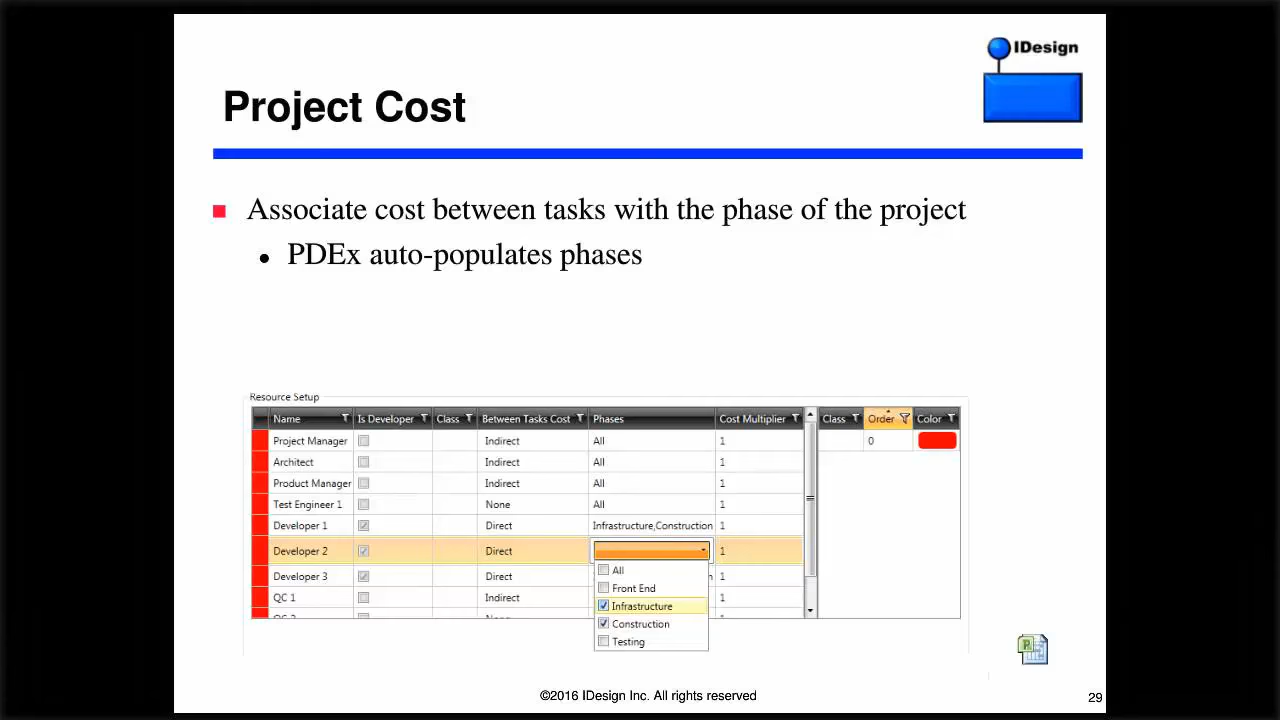 IDesign
Project Cost
Associate cost between tasks with the phase of the project
PDEx auto-populates phases
Resource Setup
Name Is Developer Class Between Tasks Cost Phases Cost Multiplier Class Order Color
Project Manager Indirect All 1 0
Architect Indirect All 1
Product Manager Indirect All 1
Test Engineer 1 None All 1
Developer 1 Direct Infrastructure,Construction 1
Developer 2 Direct 1
Developer 3 Direct 1
All
Front End
QC 1 Indirect 1
Infrastructure
Construction
Testing
©2016 IDesign Inc. All rights reserved
29